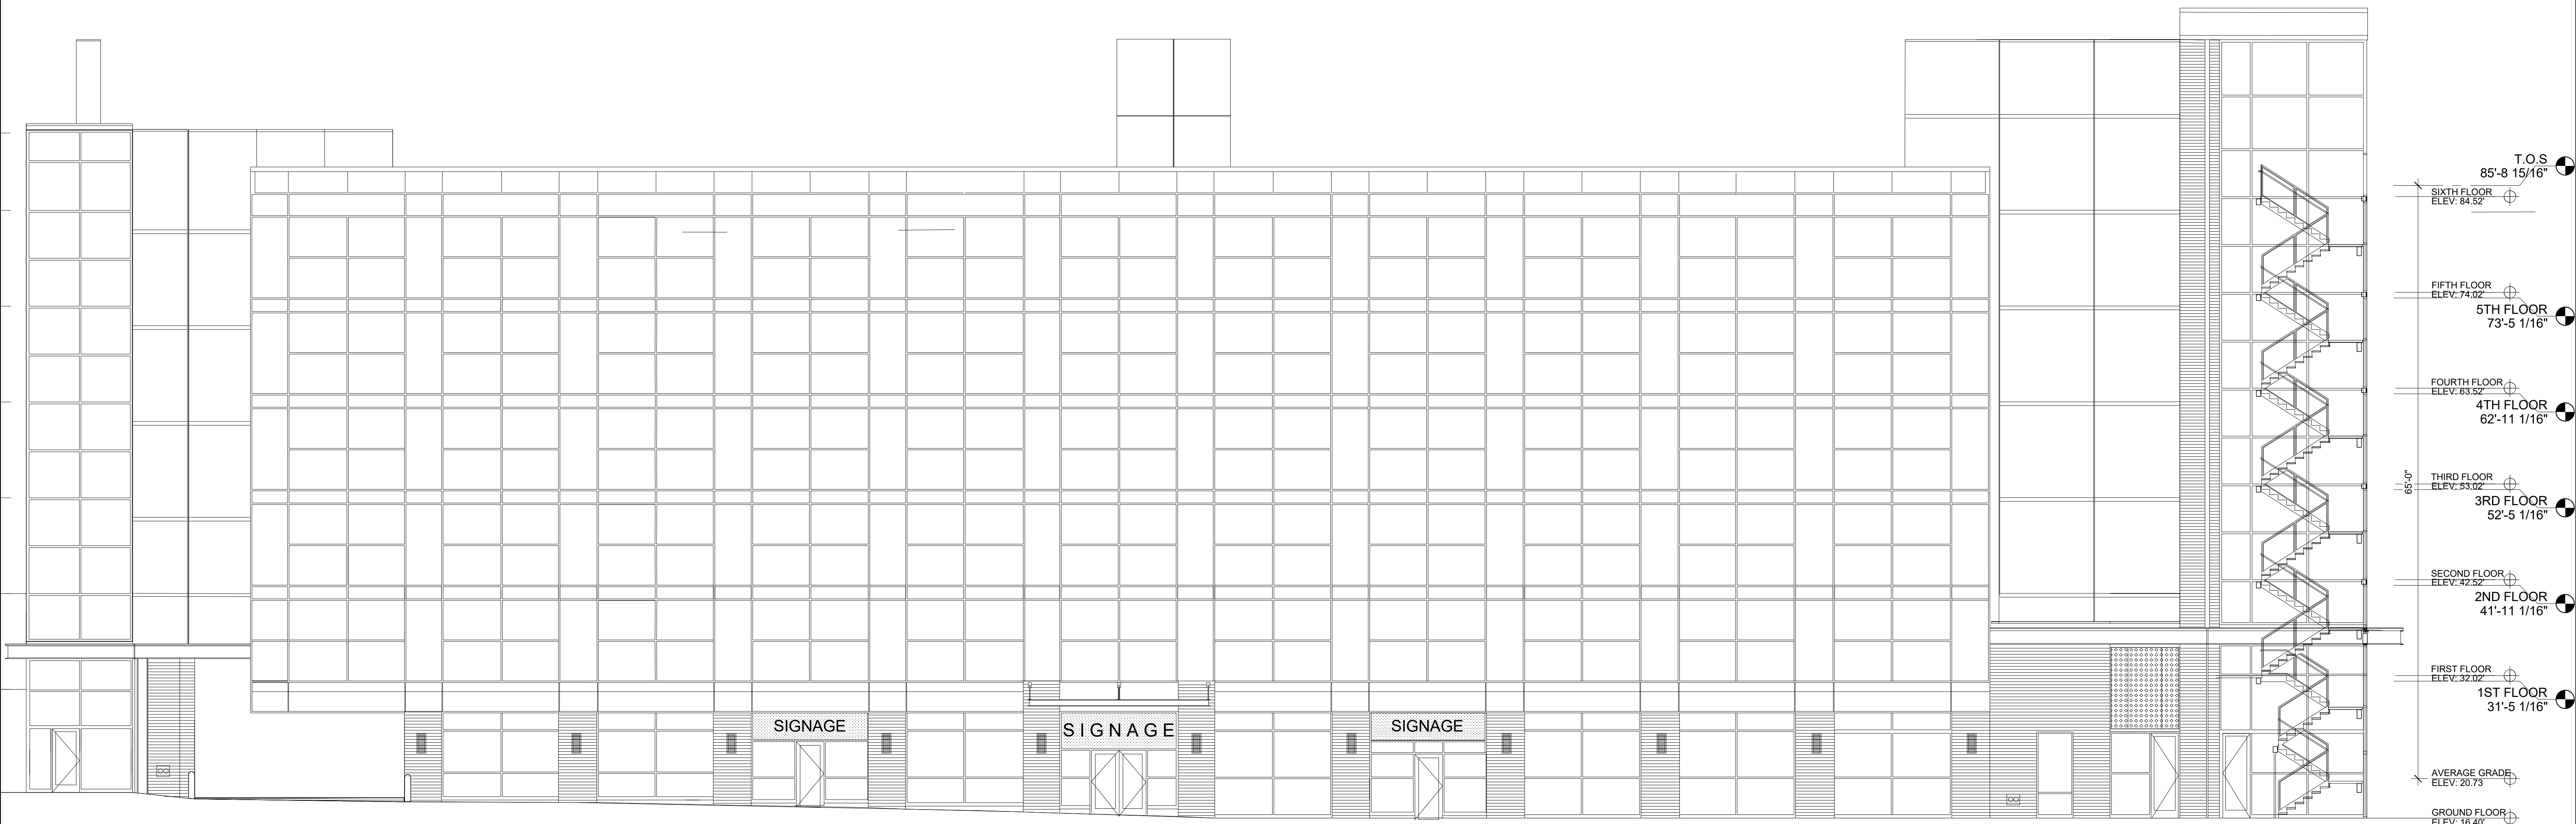 T.O.S
85'-8 15/16"
SIXTH FLOOR
ELEV: 84.52'
FIFTH FLOOR
ELEV: 74.02'
5TH FLOOR
73'-5 1/16"
FOURTH FLOOR
ELEV: 63.52'
4TH FLOOR
62'-11 1/16"
65'-0"
THIRD FLOOR
ELEV: 53.02'
3RD FLOOR
52'-5 1/16"
SECOND FLOOR
ELEV: 42.52'
2ND FLOOR
41'-11 1/16"
FIRST FLOOR
ELEV: 32.02'
1ST FLOOR
31'-5 1/16"
SIGNAGE
SIGNAGE
SIGNAGE
AVERAGE GRADE
ELEV: 20.73
GROUND FLOOR
ELEV: 16.40'